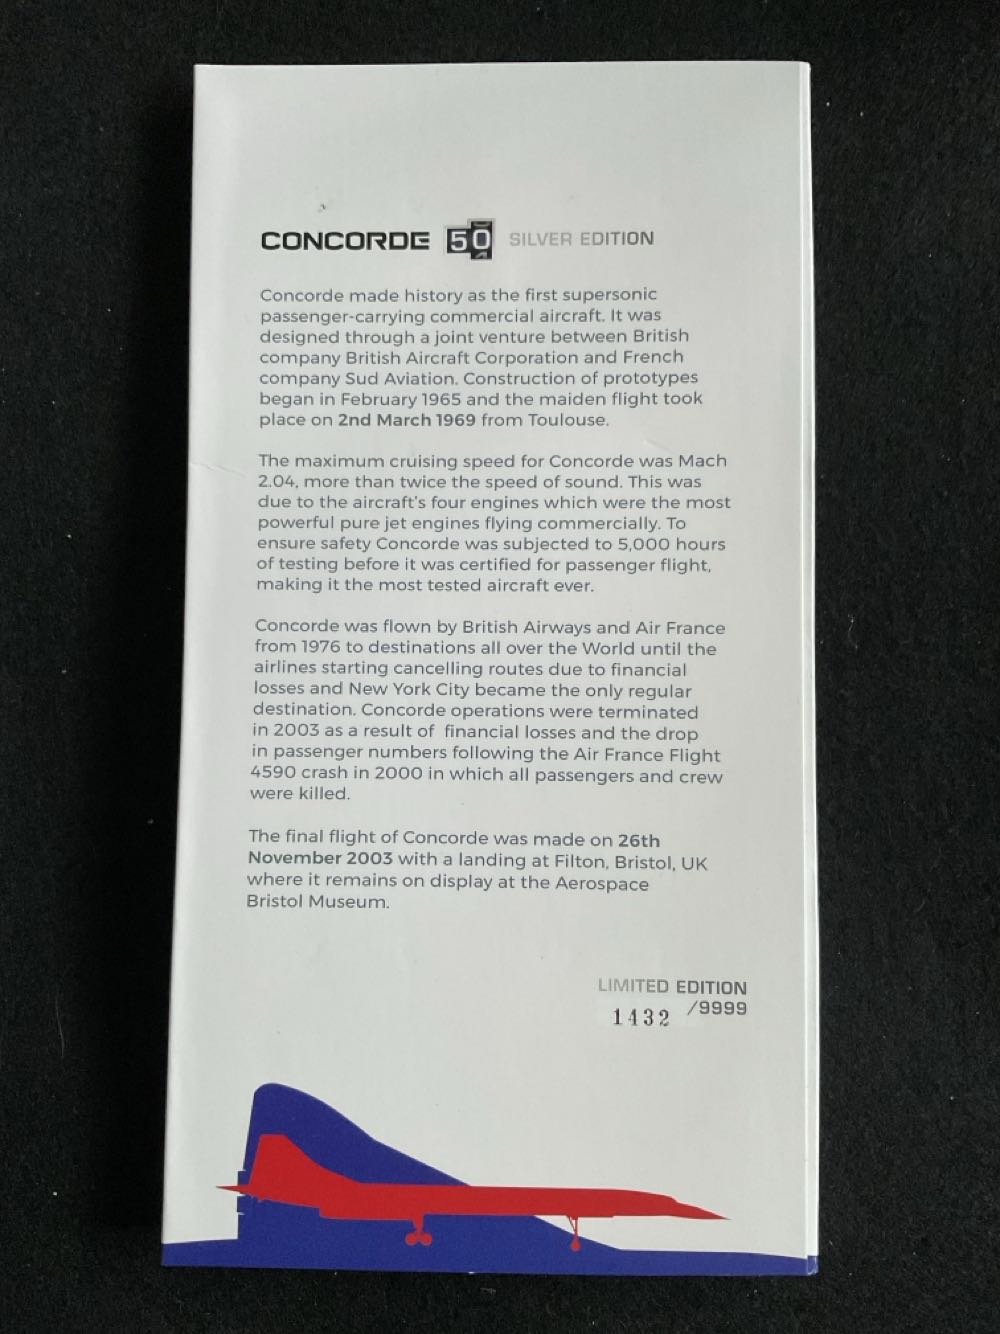 CONCORDE 50 SILVER EDITION
Concorde made history as the first supersonic
passenger-carrying commercial aircraft. It was
designed through a joint venture between British
company British Aircraft Corporation and French
company Sud Aviation. Construction of prototypes
began in February 1965 and the maiden flight took
place on 2nd March 1969 from Toulouse.
The maximum cruising speed for Concorde was Mach
2.04, more than twice the speed of sound. This was
due to the aircraft's four engines which were the most
powerful pure jet engines flying commercially. To
ensure safety Concorde was subjected to 5,000 hours
of testing before it was certified for passenger flight,
making it the most tested aircraft ever.
Concorde was flown by British Airways and Air France
from 1976 to destinations all over the World until the
airlines starting cancelling routes due to financial
losses and New York City became the only regular
destination. Concorde operations were terminated
in 2003 as a result of financial losses and the drop
in passenger numbers following the Air France Flight
4590 crash in 2000 in which all passengers and crew
were killed.
The final flight of Concorde was made on 26th
November 2003 with a landing at Filton, Bristol, UK
where it remains on display at the Aerospace
Bristol Museum.
LIMITED EDITION
1432 /9999